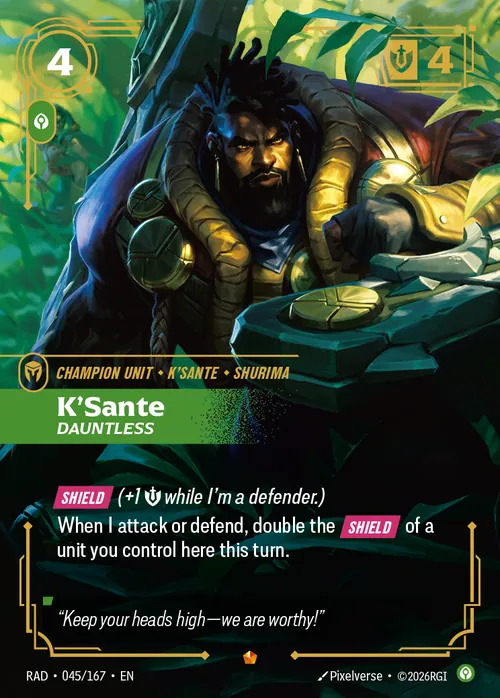 4
4
CHAMPION UNIT • K'SANTE • SHURIMA
K'Sante
DAUNTLESS
SHIELD (+1 while I'm a defender.)
When I attack or defend, double the SHIELD of a
unit you control here this turn.
"Keep your heads high—we are worthy!"
RAD • 045/167 • EN
Pixelverse • ©2026RGI